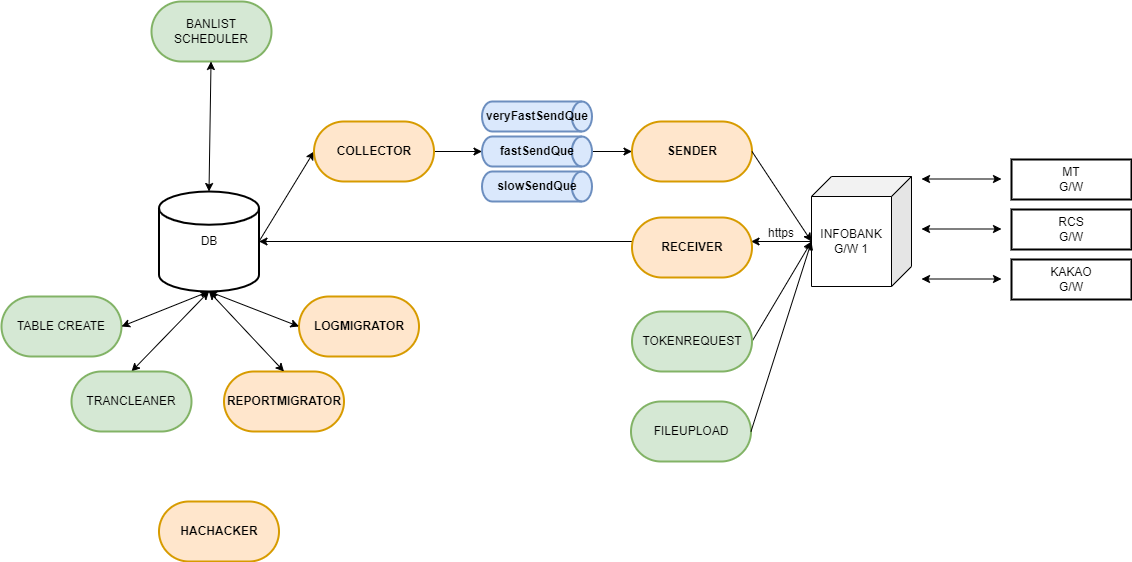 BANLIST
SCHEDULER
COLLECTOR
veryFastSendQue
fastSendQue
slowSendQue
SENDER
MT
G/W
RCS
G/W
KAKAO
G/W
DB
RECEIVER
https
INFOBANK
G/W 1
TABLE CREATE
LOGMIGRATOR
TOKENREQUEST
TRANCLEANER
REPORTMIGRATOR
FILEUPLOAD
HACHACKER